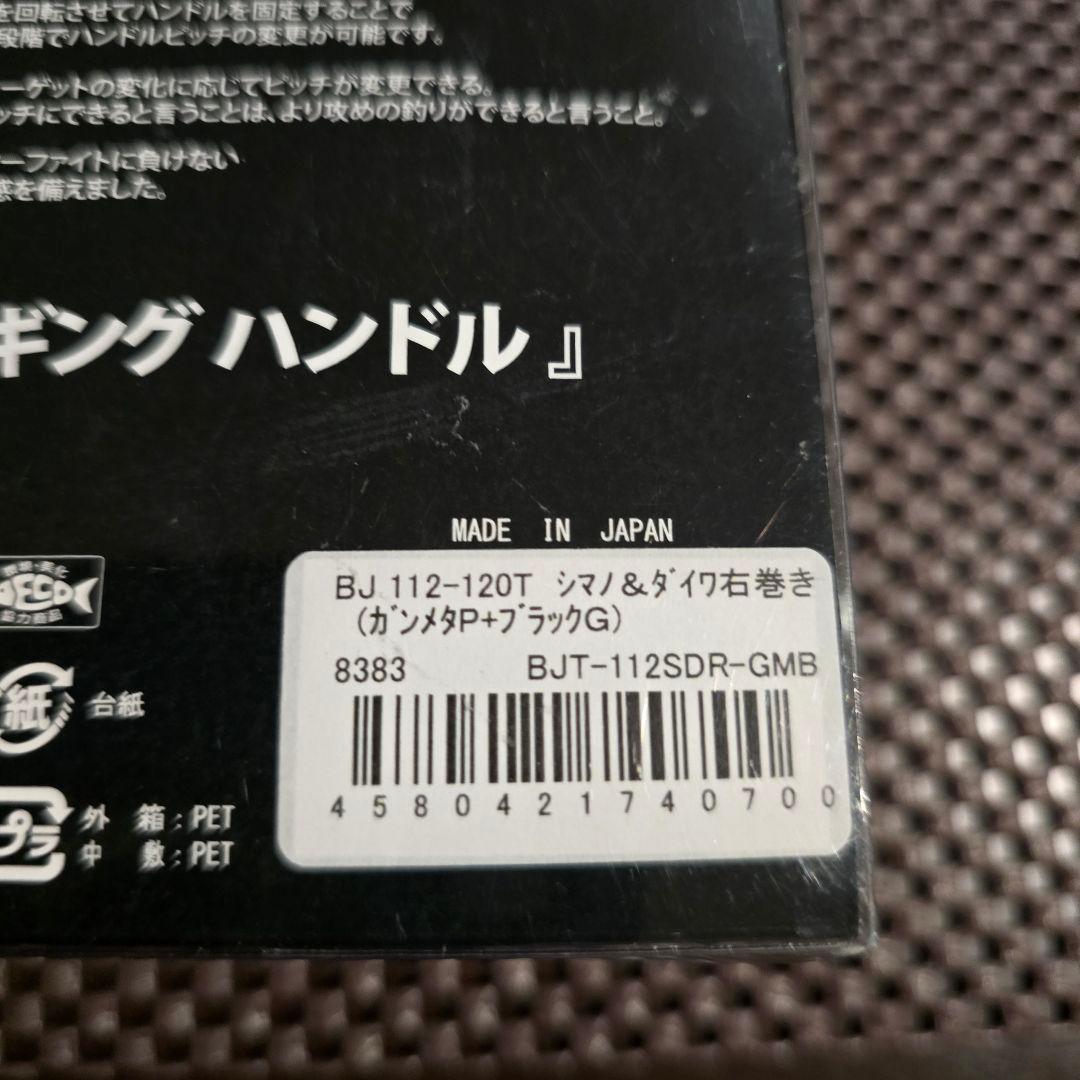 を回転させてハンドルを固定することで
段階でハンドルピッチの変更が可能です。
ーゲットの変化に応じてピッチが変更できる。
ッチにできると言うことは、より攻めの釣りができると言うこと。
ーファイトに負けない
感を備えました。
ギング ハンドル 』
MADE IN JAPAN
BJ 112-120T シマノ&ダイワ右巻き
(ガンメタP+ブラックG)
8383 BJT-112SDR-GMB
4580421740700
ECO
協力商品
紙 台紙
プラ 外 箱:PET
中 敷:PET